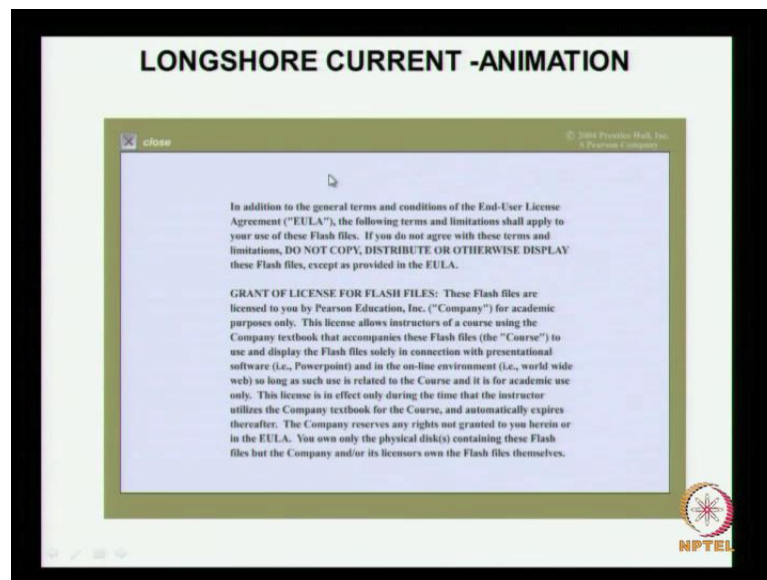 LONGSHORE CURRENT -ANIMATION
close
© 2004 Prentice Hall, Inc.
A Pearson Company
In addition to the general terms and conditions of the End-User License
Agreement ("EULA"), the following terms and limitations shall apply to
your use of these Flash files. If you do not agree with these terms and
limitations, DO NOT COPY, DISTRIBUTE OR OTHERWISE DISPLAY
these Flash files, except as provided in the EULA.
GRANT OF LICENSE FOR FLASH FILES: These Flash files are
licensed to you by Pearson Education, Inc. ("Company") for academic
purposes only. This license allows instructors of a course using the
Company textbook that accompanies these Flash files (the "Course") to
use and display the Flash files solely in connection with presentational
software (i.e., Powerpoint) and in the on-line environment (i.e., world wide
web) so long as such use is related to the Course and it is for academic use
only. This license is in effect only during the time that the instructor
utilizes the Company textbook for the Course, and automatically expires
thereafter. The Company reserves any rights not granted to you herein or
in the EULA. You own only the physical disk(s) containing these Flash
files but the Company and/or its licensors own the Flash files themselves.
NPTEL